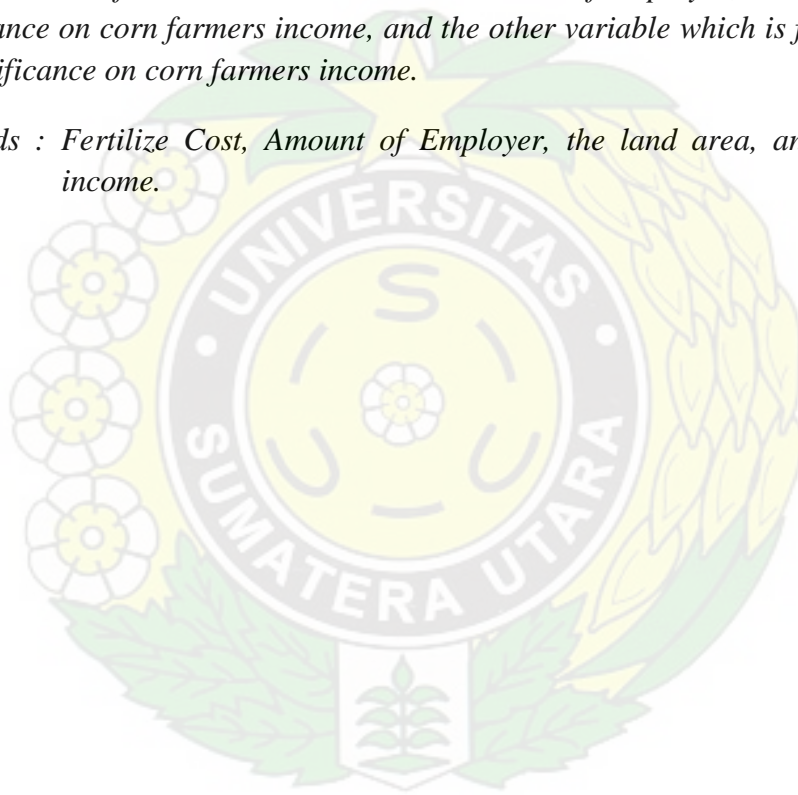 ance on corn farmers income, and the other variable which is
ificance on corn farmers income.
ds : Fertilize Cost, Amount of Employer, the land area, an
income.
UNIVERSITAS
S
U U
SUMATERA UTARA